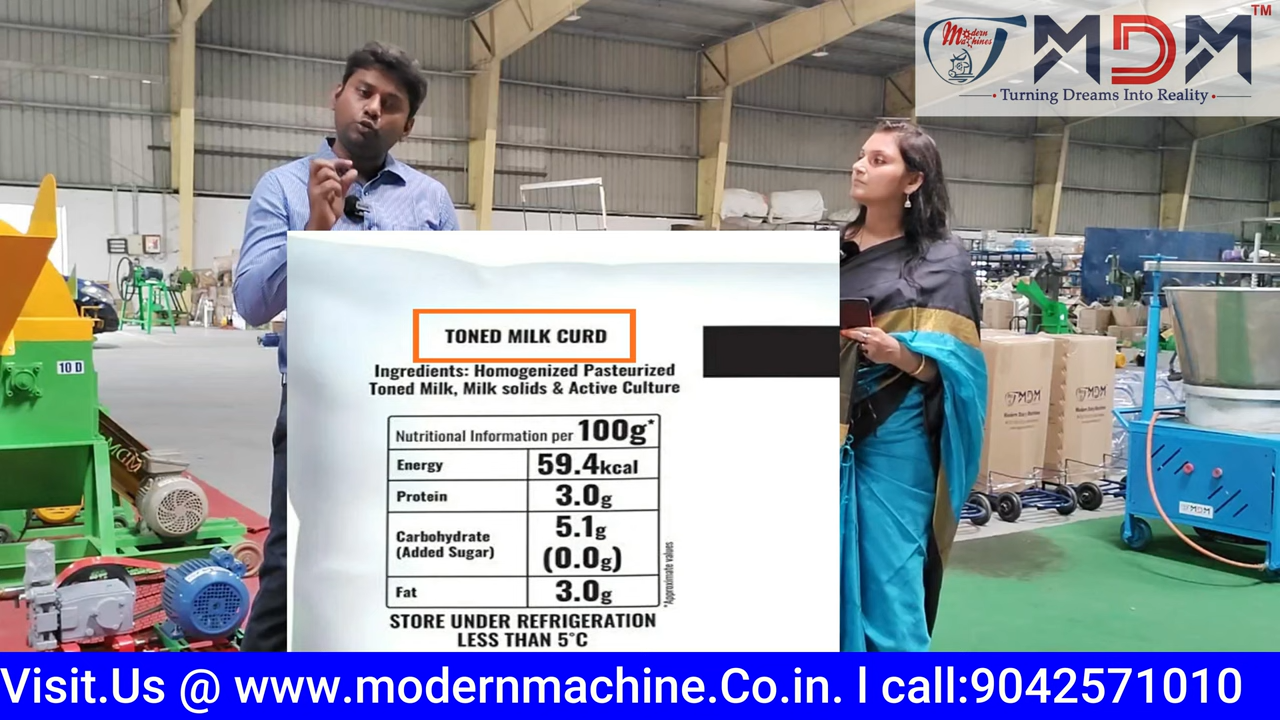 Modern
Machines
MDM
TM
• Turning Dreams Into Reality •
10 D
MDM
TONED MILK CURD
Ingredients: Homogenized Pasteurized
Toned Milk, Milk solids & Active Culture
Nutritional Information per 100g*
Energy 59.4kcal
Protein 3.0g
Carbohydrate 5.1g
(Added Sugar) (0.0g)
Fat 3.0g
*Approximate values
STORE UNDER REFRIGERATION
LESS THAN 5°C
MDM
MDM
MDM
Visit.Us @ www.modernmachine.Co.in. l call:9042571010